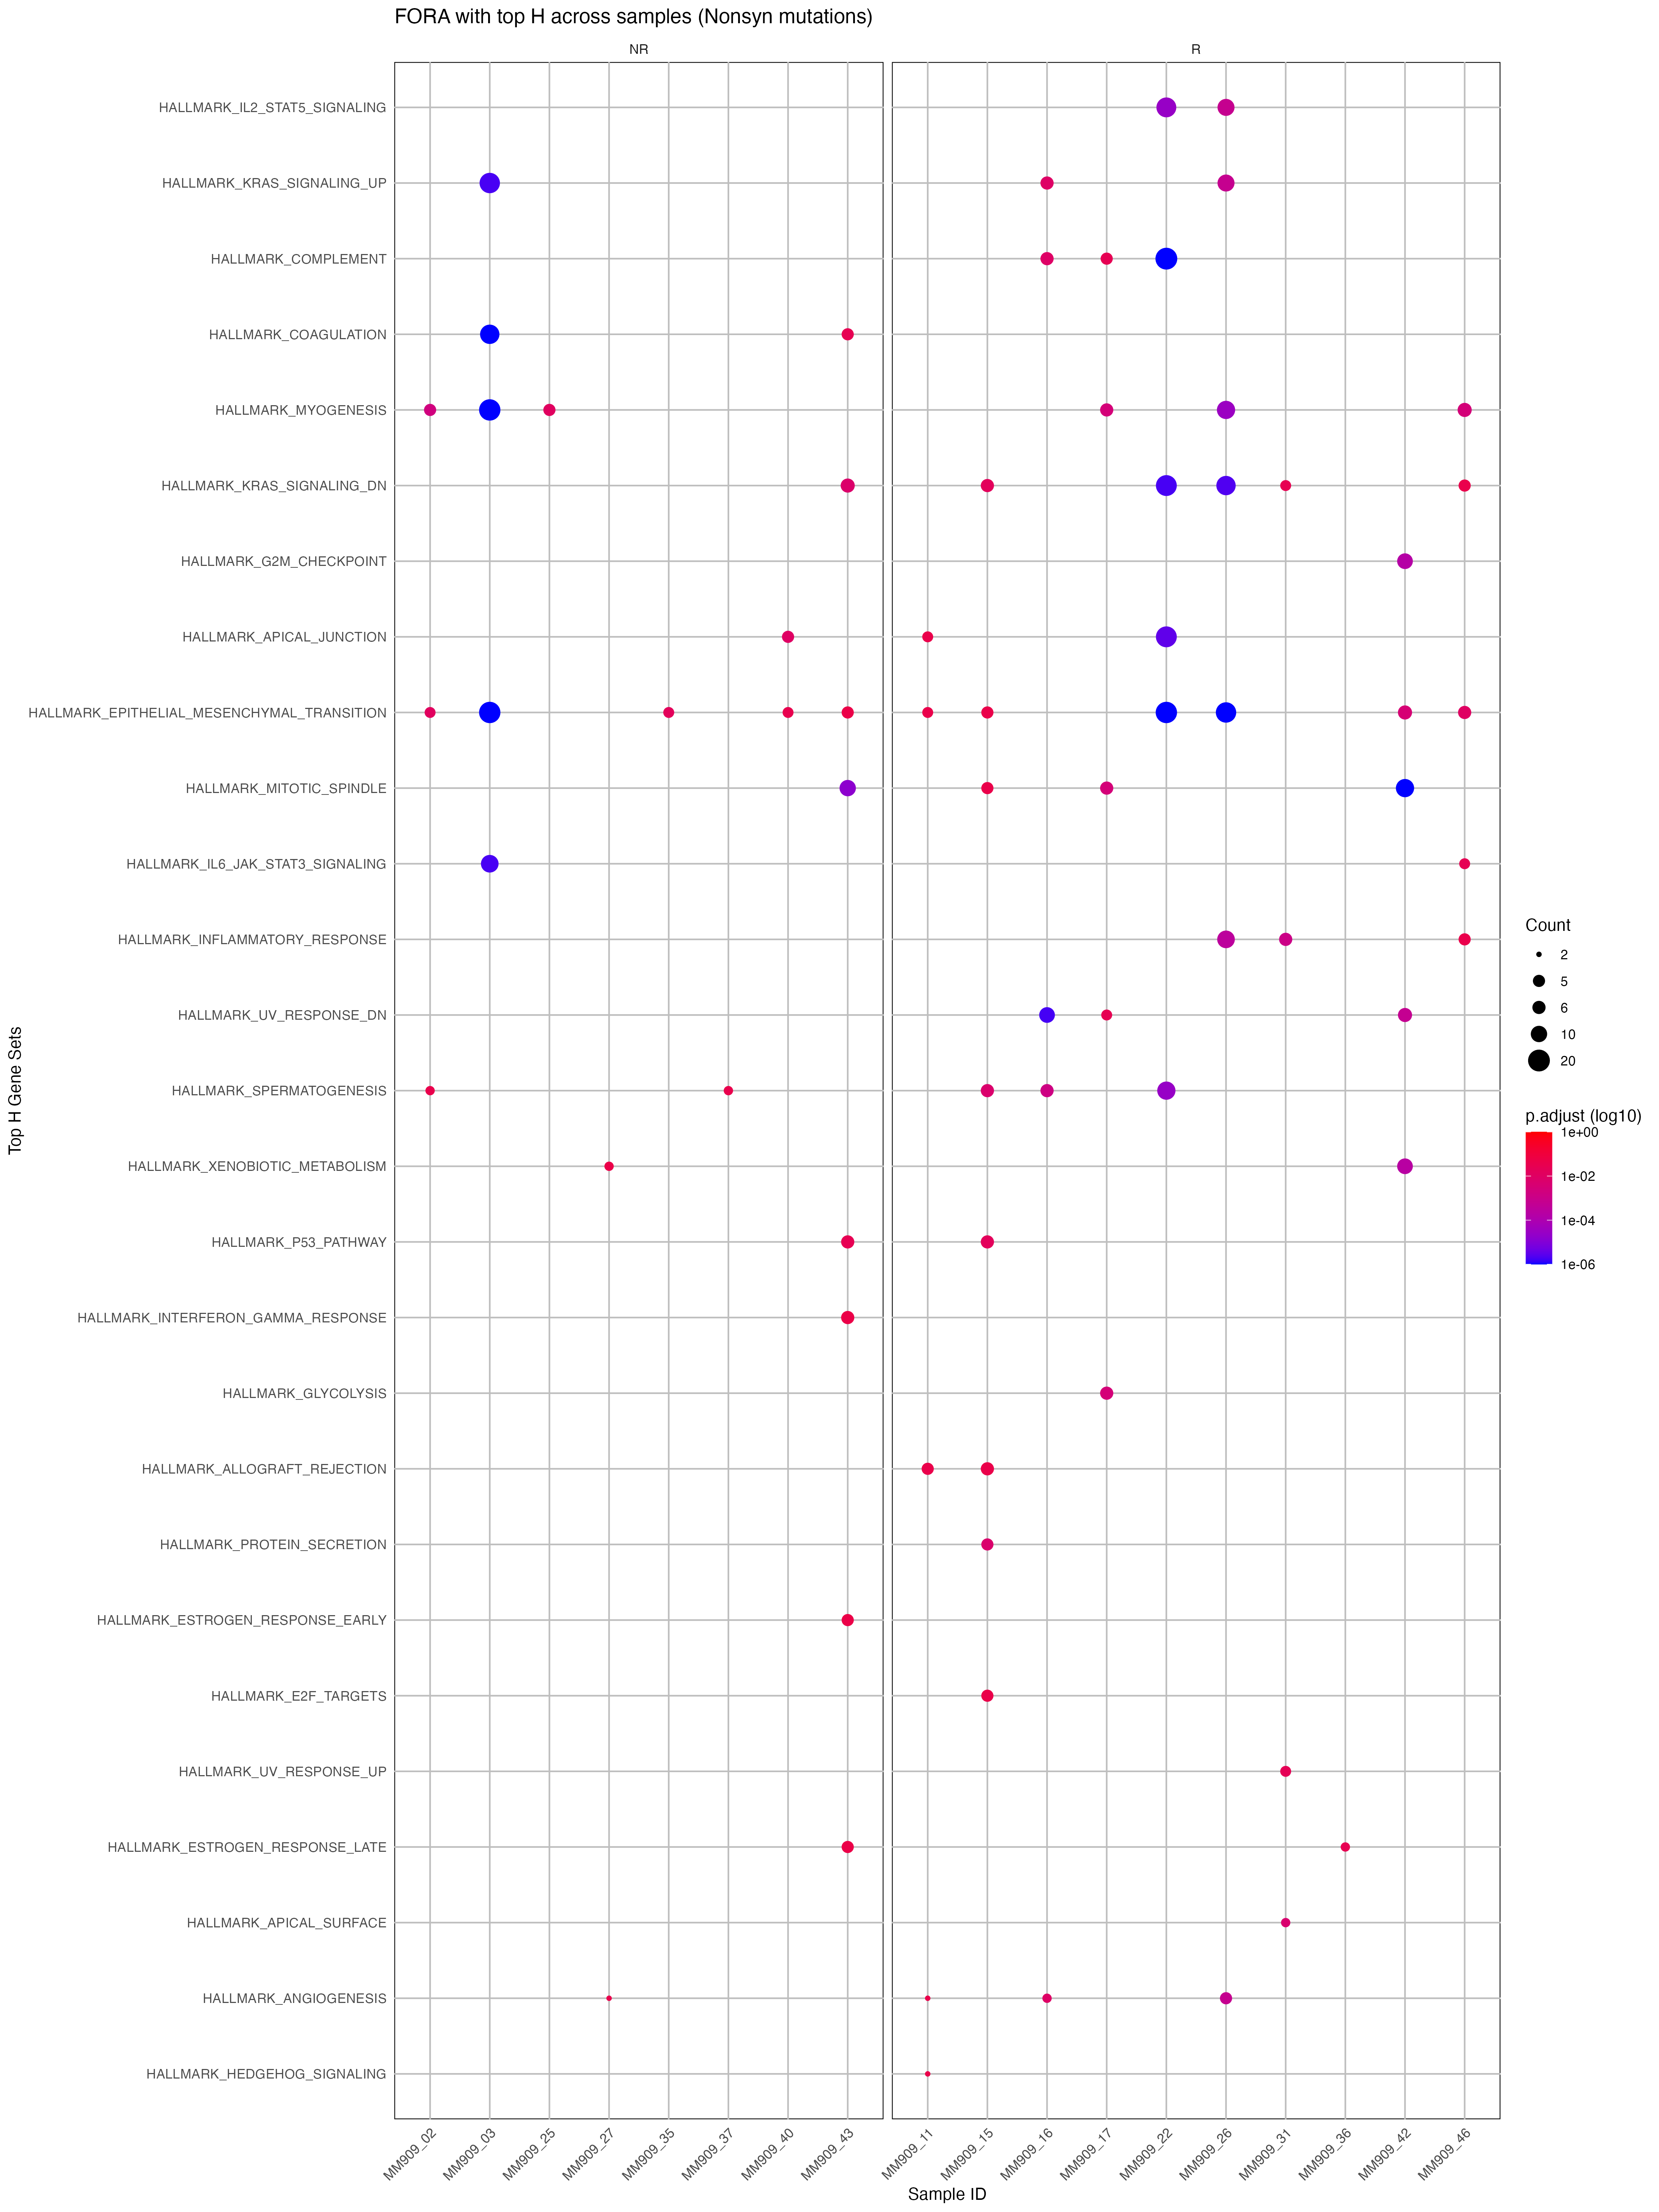 FORA with top H across samples (Nonsyn mutations)
NR
R
HALLMARK_IL2_STAT5_SIGNALING
HALLMARK_KRAS_SIGNALING_UP
HALLMARK_COMPLEMENT
HALLMARK_COAGULATION
HALLMARK_MYOGENESIS
HALLMARK_KRAS_SIGNALING_DN
HALLMARK_G2M_CHECKPOINT
HALLMARK_APICAL_JUNCTION
HALLMARK_EPITHELIAL_MESENCHYMAL_TRANSITION
HALLMARK_MITOTIC_SPINDLE
HALLMARK_IL6_JAK_STAT3_SIGNALING
HALLMARK_INFLAMMATORY_RESPONSE
HALLMARK_UV_RESPONSE_DN
HALLMARK_SPERMATOGENESIS
HALLMARK_XENOBIOTIC_METABOLISM
HALLMARK_P53_PATHWAY
HALLMARK_INTERFERON_GAMMA_RESPONSE
HALLMARK_GLYCOLYSIS
HALLMARK_ALLOGRAFT_REJECTION
HALLMARK_PROTEIN_SECRETION
HALLMARK_ESTROGEN_RESPONSE_EARLY
HALLMARK_E2F_TARGETS
HALLMARK_UV_RESPONSE_UP
HALLMARK_ESTROGEN_RESPONSE_LATE
HALLMARK_APICAL_SURFACE
HALLMARK_ANGIOGENESIS
HALLMARK_HEDGEHOG_SIGNALING
Top H Gene Sets
MM909_02
MM909_03
MM909_25
MM909_27
MM909_35
MM909_37
MM909_40
MM909_43
MM909_11
MM909_15
MM909_16
MM909_17
MM909_22
MM909_26
MM909_31
MM909_36
MM909_42
MM909_46
Sample ID
Count
2
5
6
10
20
p.adjust (log10)
1e+00
1e-02
1e-04
1e-06